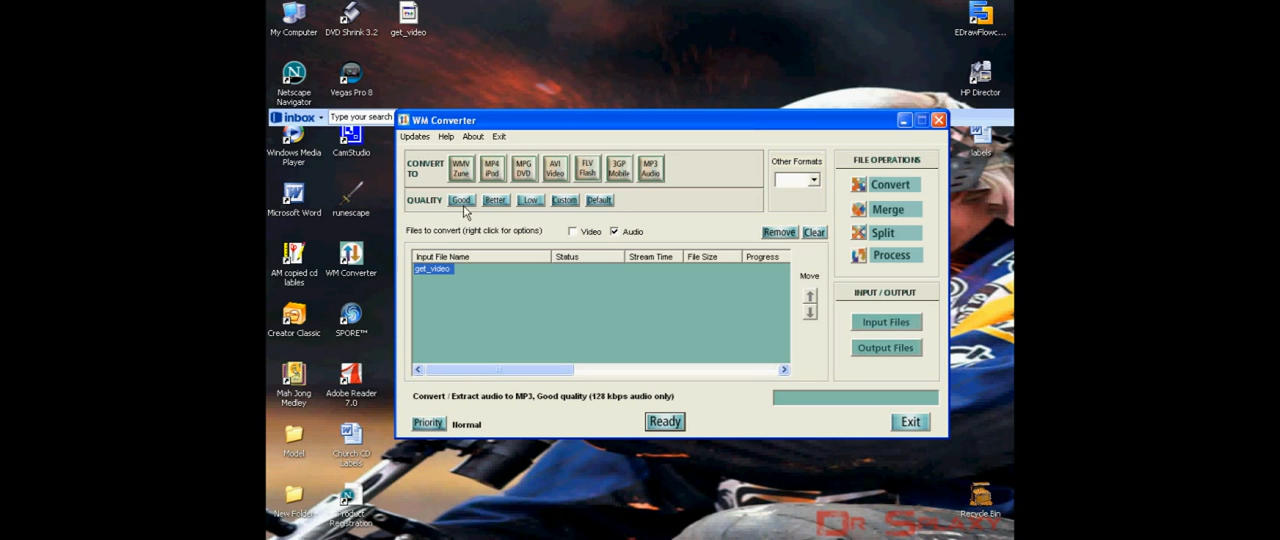 My Computer
DVD Shrink 3.2
get_video
EDrawFlowc...
Netscape
Navigator
Vegas Pro 8
HP Director
inbox
Type your search
Windows Media
Player
CamStudio
labels
Microsoft Word
runescape
AM copied cd
lables
WM Converter
Creator Classic
SPORE™
Mah Jong
Medley
Adobe Reader
7.0
Model
Church CD
Labels
New Folder
Product
Registration
Recycle Bin
WM Converter
Updates Help About Exit
CONVERT
TO
WMV
Zune
MP4
iPod
MPG
DVD
AVI
Video
FLV
Flash
3GP
Mobile
MP3
Audio
Other Formats
QUALITY Good Better Low Custom Default
Files to convert (right click for options) Video Audio Remove Clear
Input File Name Status Stream Time File Size Progress
get_video
Move
FILE OPERATIONS
Convert
Merge
Split
Process
INPUT / OUTPUT
Input Files
Output Files
Convert / Extract audio to MP3, Good quality (128 kbps audio only)
Priority Normal Ready Exit